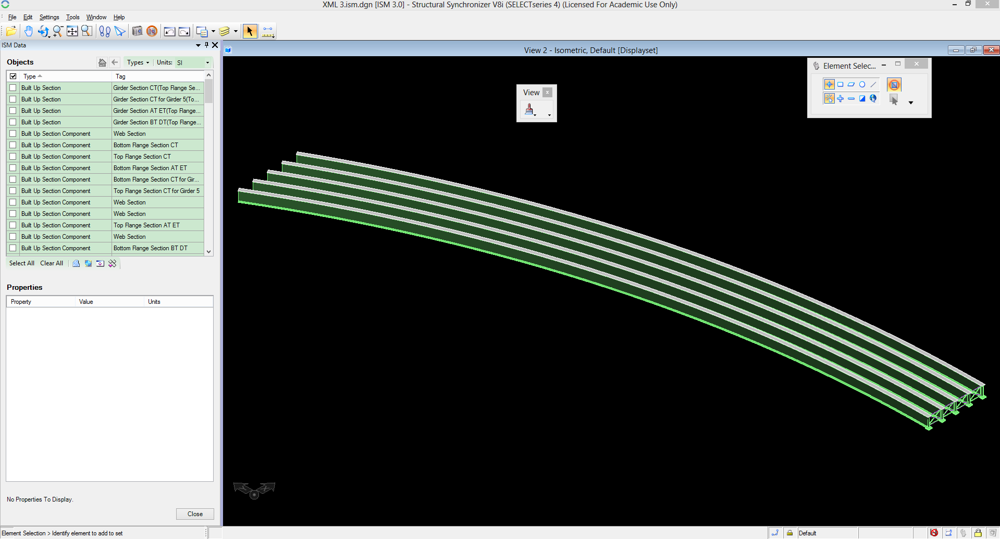 XML 3.ism.dgn [ISM 3.0] - Structural Synchronizer V8i (SELECTseries 4) (Licensed For Academic Use Only)
File Edit Settings Tools Window Help
ISM Data
View 2 - Isometric, Default [Displayset]
Objects Types Units: SI
Type Tag
Built Up Section Girder Section CT(Top Flange Se...
Built Up Section Girder Section CT for Girder 5(To...
Built Up Section Girder Section AT ET(Top Flange...
Built Up Section Girder Section BT DT(Top Flange...
Built Up Section Component Web Section
Built Up Section Component Bottom Flange Section CT
Built Up Section Component Top Flange Section CT
Built Up Section Component Bottom Flange Section AT ET
Built Up Section Component Bottom Flange Section CT for Gir...
Built Up Section Component Top Flange Section CT for Girder 5
Built Up Section Component Web Section
Built Up Section Component Web Section
Built Up Section Component Top Flange Section AT ET
Built Up Section Component Web Section
Built Up Section Component Bottom Flange Section BT DT
Select All Clear All
Properties
Property Value Units
No Properties To Display.
Close
View
Element Selec...
Y X
Element Selection > Identify element to add to set
Default